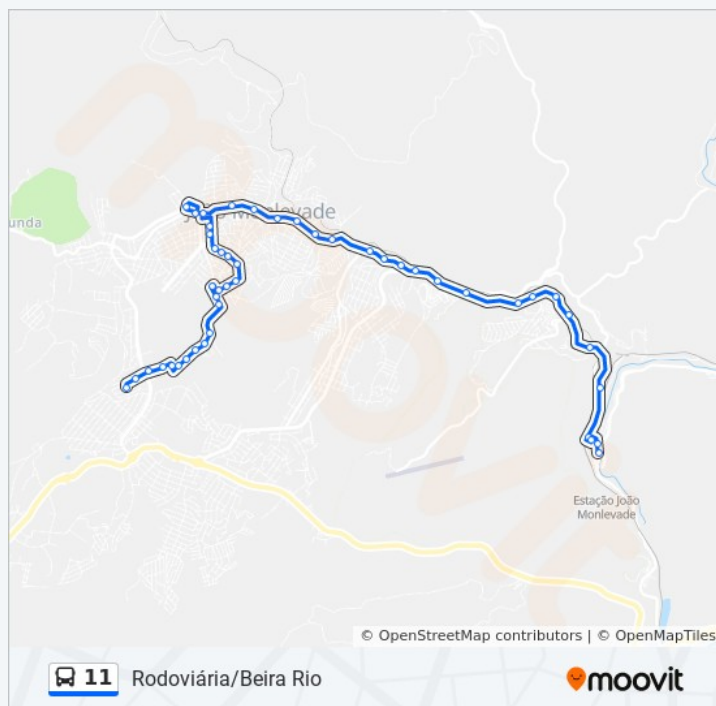 João Monlevade
unda
Estação João
Monlevade
© OpenStreetMap contributors | © OpenMapTiles
11 Rodoviária/Beira Rio
moovit